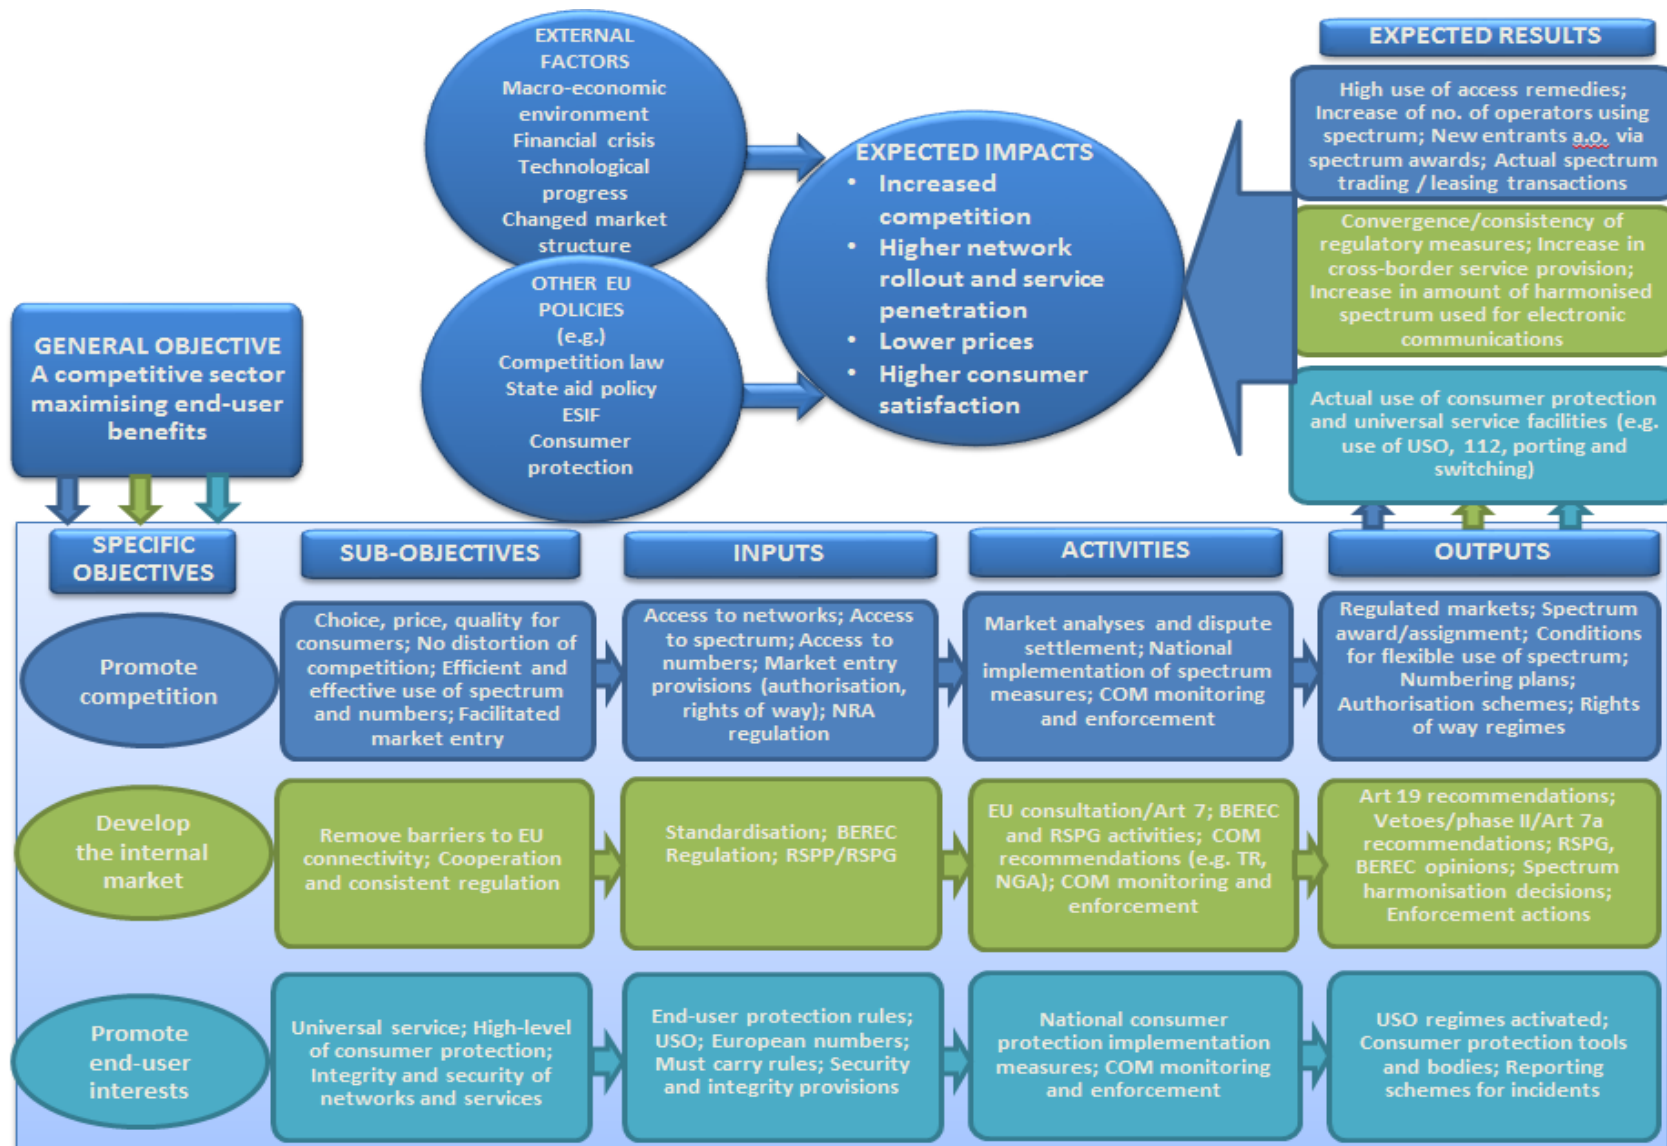 EXTERNAL
FACTORS
Macro-economic
environment
Financial crisis
Technological
progress
Changed market
structure
OTHER EU
POLICIES
(e.g.)
Competition law
State aid policy
ESIF
Consumer
protection
EXPECTED IMPACTS
• Increased
competition
• Higher network
rollout and service
penetration
• Lower prices
• Higher consumer
satisfaction
EXPECTED RESULTS
High use of access remedies;
Increase of no. of operators using
spectrum; New entrants a.o. via
spectrum awards; Actual spectrum
trading / leasing transactions
Convergence/consistency of
regulatory measures; Increase in
cross-border service provision;
Increase in amount of harmonised
spectrum used for electronic
communications
Actual use of consumer protection
and universal service facilities (e.g.
use of USO, 112, porting and
switching)
GENERAL OBJECTIVE
A competitive sector
maximising end-user
benefits
SPECIFIC
OBJECTIVES
SUB-OBJECTIVES
INPUTS
ACTIVITIES
OUTPUTS
Promote
competition
Choice, price, quality for
consumers; No distortion of
competition; Efficient and
effective use of spectrum
and numbers; Facilitated
market entry
Access to networks; Access
to spectrum; Access to
numbers; Market entry
provisions (authorisation,
rights of way); NRA
regulation
Market analyses and dispute
settlement; National
implementation of spectrum
measures; COM monitoring
and enforcement
Regulated markets; Spectrum
award/assignment; Conditions
for flexible use of spectrum;
Numbering plans;
Authorisation schemes; Rights
of way regimes
Develop
the internal
market
Remove barriers to EU
connectivity; Cooperation
and consistent regulation
Standardisation; BEREC
Regulation; RSPP/RSPG
EU consultation/Art 7; BEREC
and RSPG activities; COM
recommendations (e.g. TR,
NGA); COM monitoring and
enforcement
Art 19 recommendations;
Vetoes/phase II/Art 7a
recommendations; RSPG,
BEREC opinions; Spectrum
harmonisation decisions;
Enforcement actions
Promote
end-user
interests
Universal service; High-level
of consumer protection;
Integrity and security of
networks and services
End-user protection rules;
USO; European numbers;
Must carry rules; Security
and integrity provisions
National consumer
protection implementation
measures; COM monitoring
and enforcement
USO regimes activated;
Consumer protection tools
and bodies; Reporting
schemes for incidents